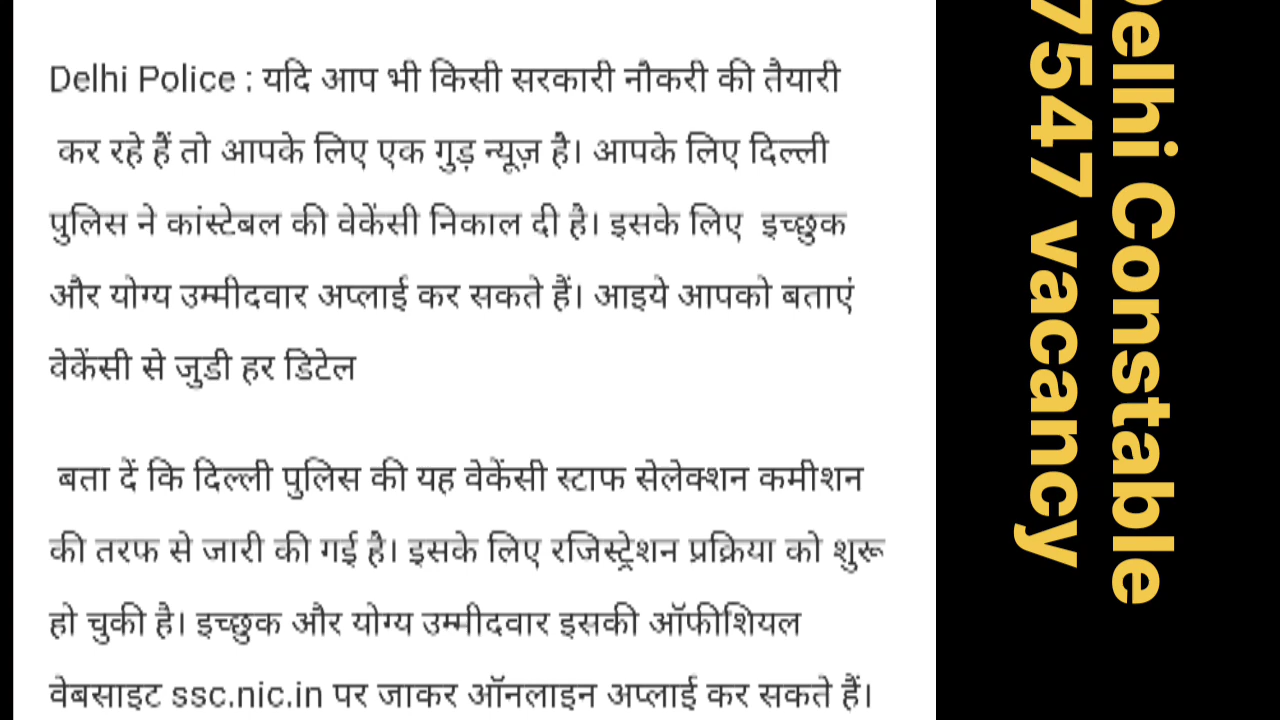 Delhi Police : यदि आप भी किसी सरकारी नौकरी की तैयारी
कर रहे हैं तो आपके लिए एक गुड़ न्यूज़ है। आपके लिए दिल्ली
पुलिस ने कांस्टेबल की वेकेंसी निकाल दी है। इसके लिए इच्छुक
और योग्य उम्मीदवार अप्लाई कर सकते हैं। आइये आपको बताएं
वेकेंसी से जुडी हर डिटेल
बता दें कि दिल्ली पुलिस की यह वेकेंसी स्टाफ सेलेक्शन कमीशन
की तरफ से जारी की गई है। इसके लिए रजिस्ट्रेशन प्रक्रिया को शुरू
हो चुकी है। इच्छुक और योग्य उम्मीदवार इसकी ऑफीशियल
वेबसाइट ssc.nic.in पर जाकर ऑनलाइन अप्लाई कर सकते हैं।
Delhi Constable
7547 vacancy